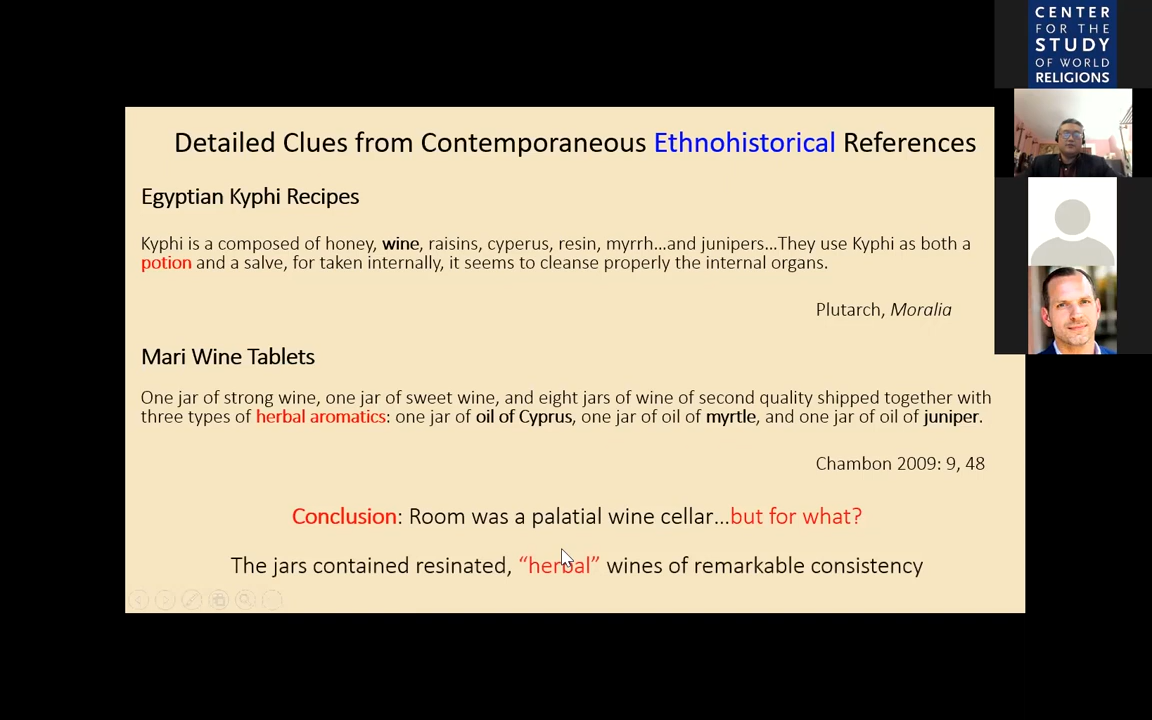 CENTER
FOR THE
STUDY
OF WORLD
RELIGIONS
Detailed Clues from Contemporaneous Ethnohistorical References
Egyptian Kyphi Recipes
Kyphi is a composed of honey, wine, raisins, cyperus, resin, myrrh...and junipers...They use Kyphi as both a
potion and a salve, for taken internally, it seems to cleanse properly the internal organs.
Plutarch, Moralia
Mari Wine Tablets
One jar of strong wine, one jar of sweet wine, and eight jars of wine of second quality shipped together with
three types of herbal aromatics: one jar of oil of Cyprus, one jar of oil of myrtle, and one jar of oil of juniper.
Chambon 2009: 9, 48
Conclusion: Room was a palatial wine cellar...but for what?
The jars contained resinated, “herbal” wines of remarkable consistency